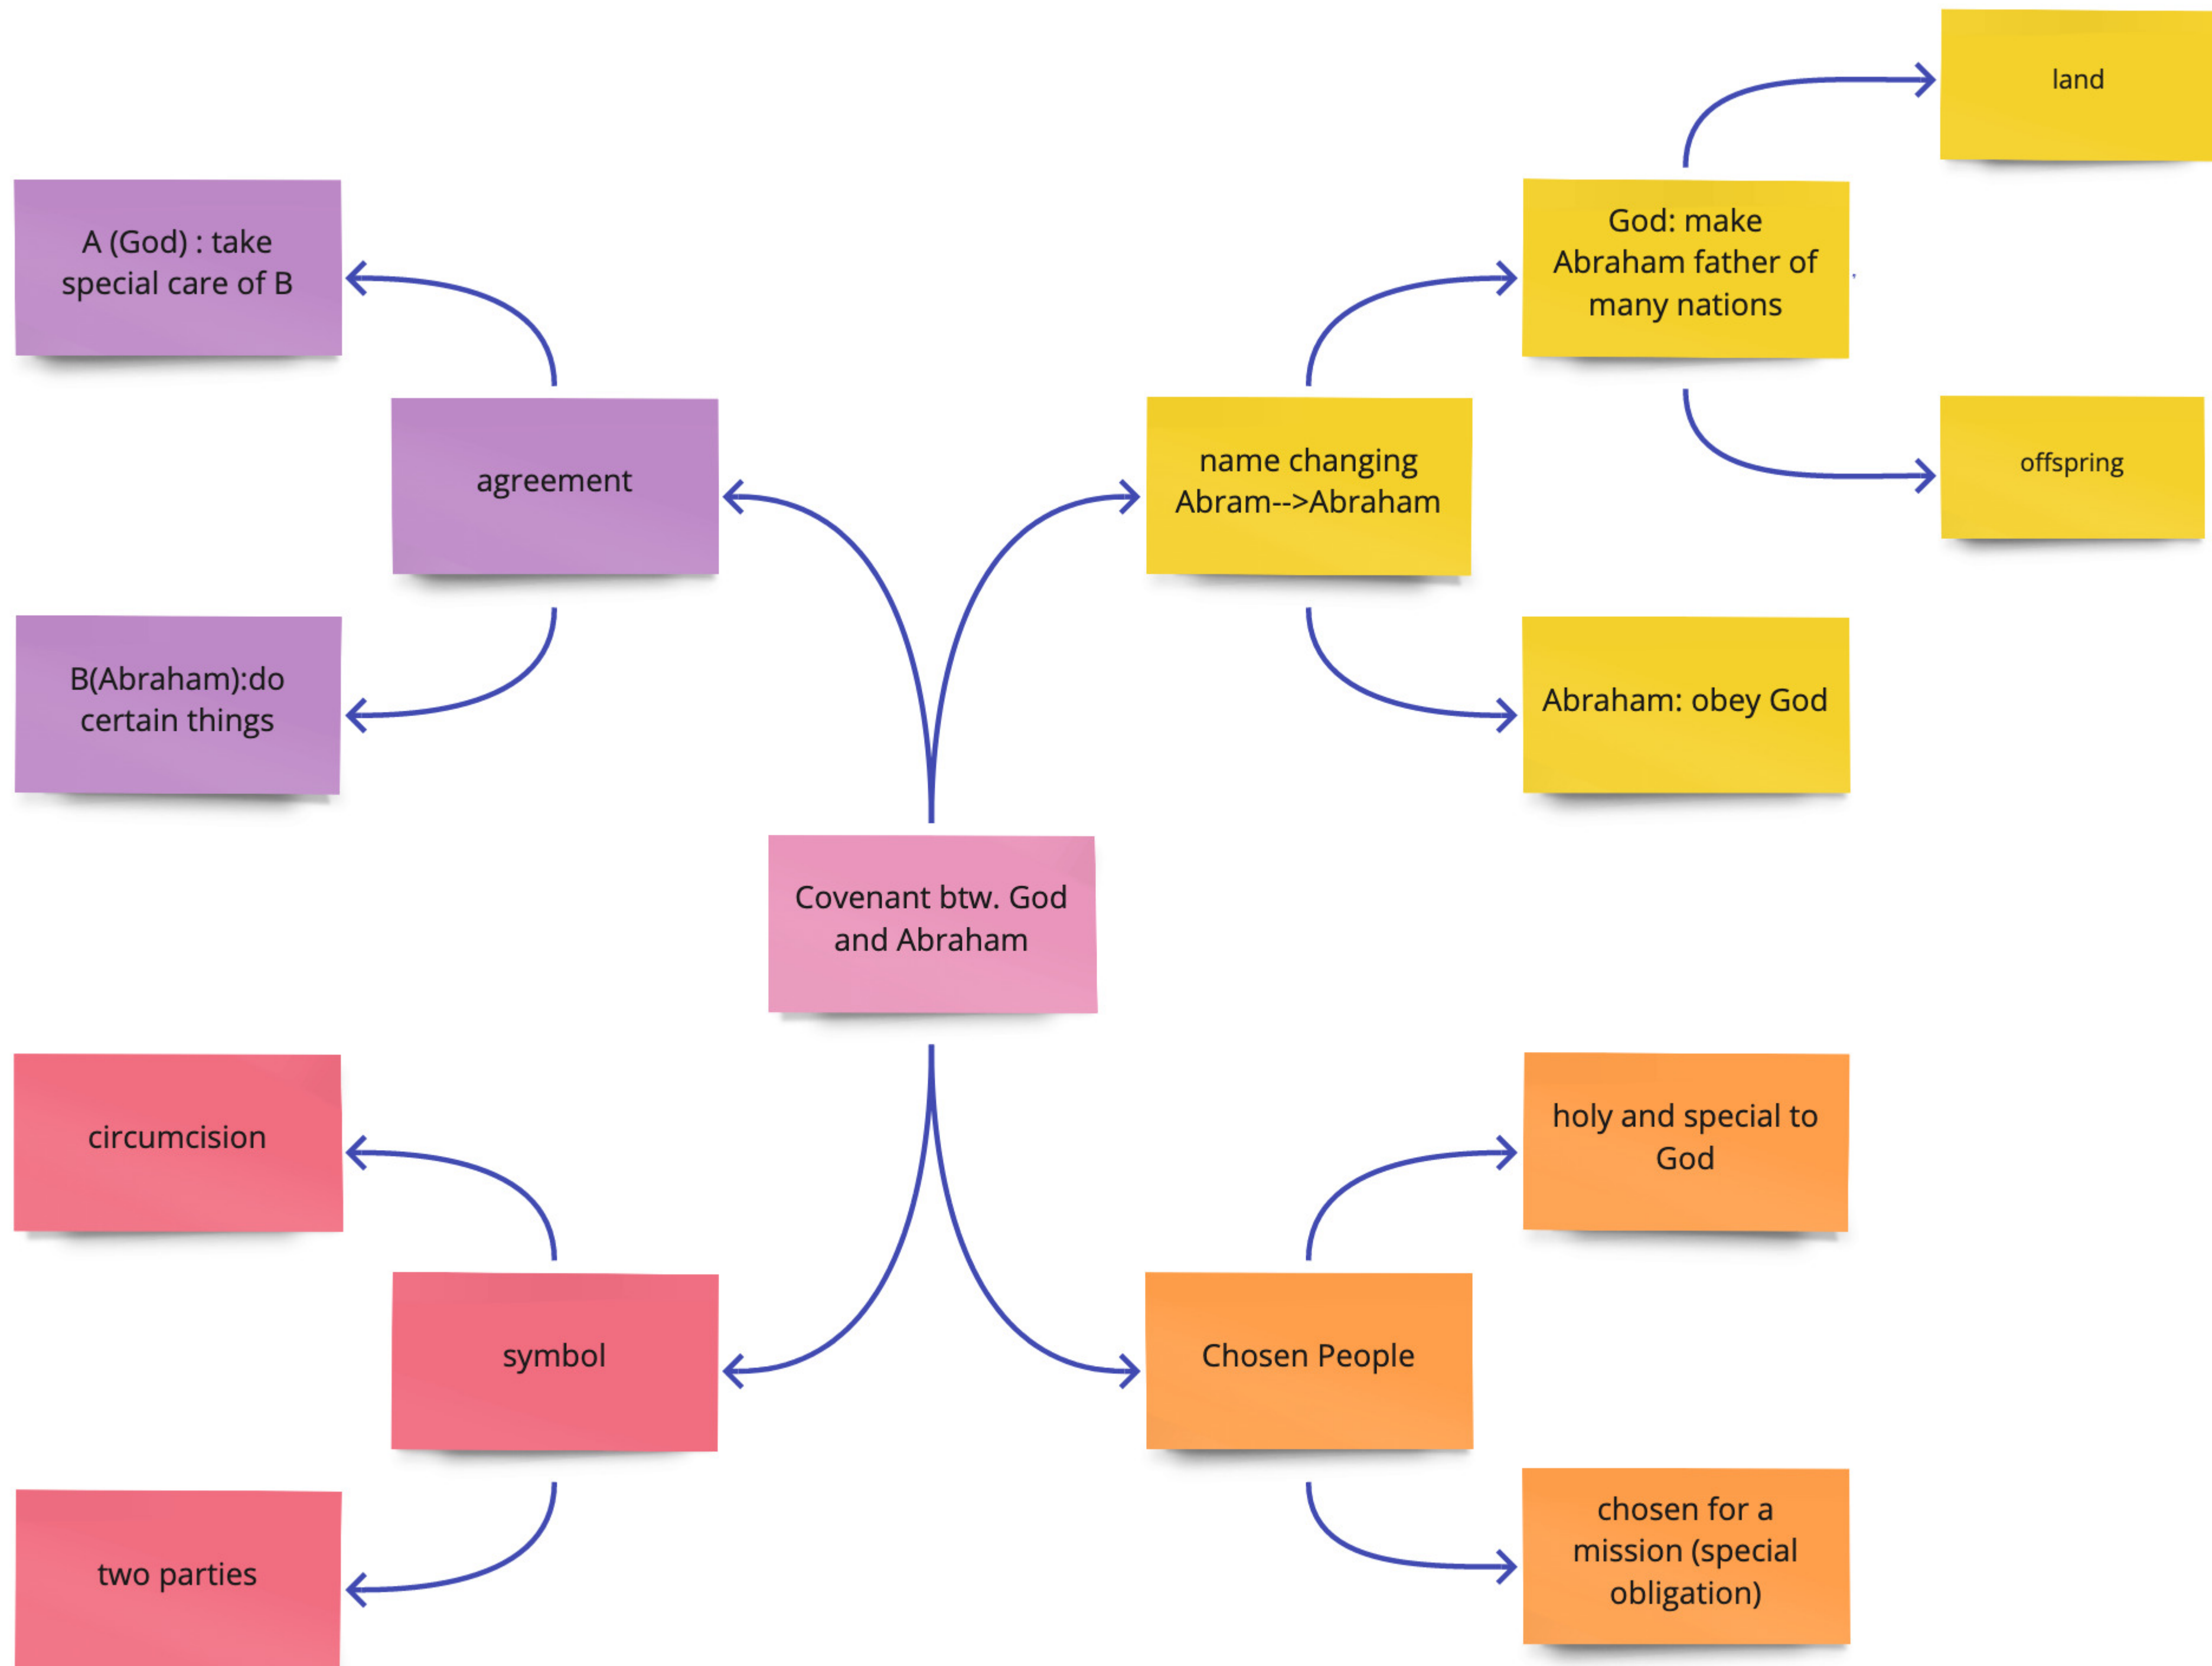 land
A (God) : take
special care of B
God: make
Abraham father of
many nations
agreement
name changing
Abram-->Abraham
offspring
B(Abraham):do
certain things
Abraham: obey God
Covenant btw. God
and Abraham
circumcision
holy and special to
God
symbol
Chosen People
two parties
chosen for a
mission (special
obligation)